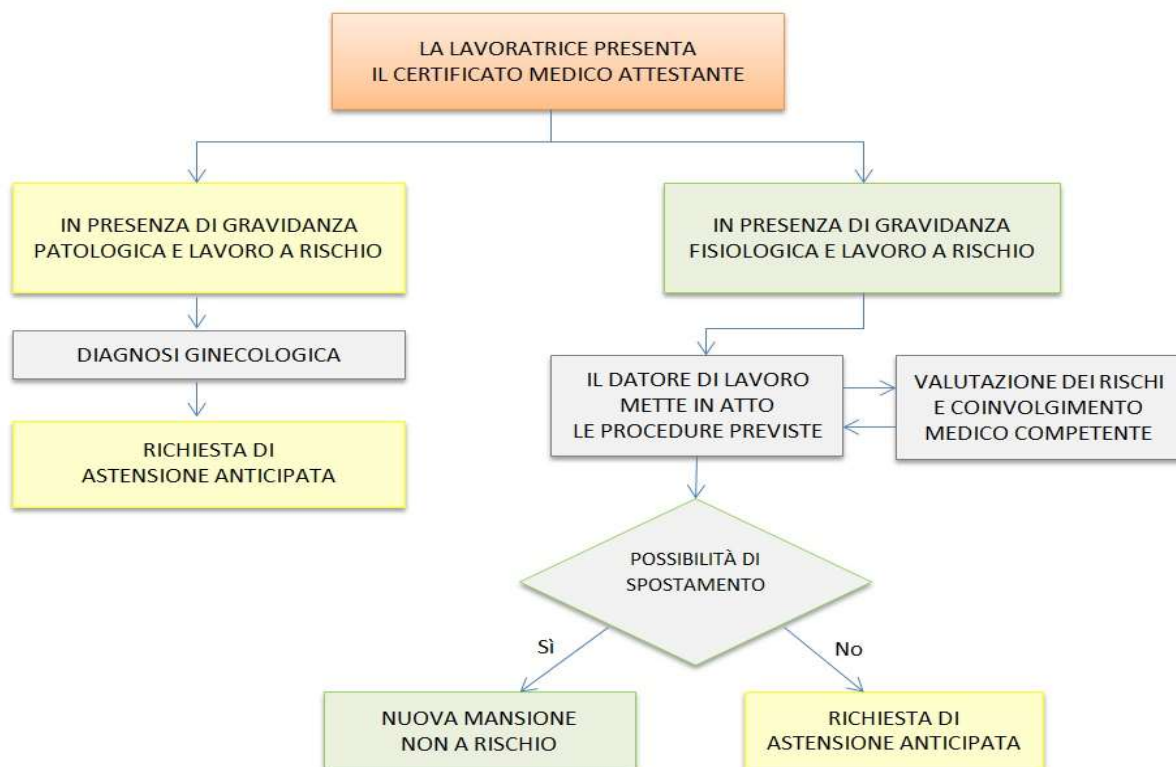 LA LAVORATRICE PRESENTA
IL CERTIFICATO MEDICO ATTESTANTE
IN PRESENZA DI GRAVIDANZA
PATOLOGICA E LAVORO A RISCHIO
IN PRESENZA DI GRAVIDANZA
FISIOLOGICA E LAVORO A RISCHIO
DIAGNOSI GINECOLOGICA
IL DATORE DI LAVORO
METTE IN ATTO
LE PROCEDURE PREVISTE
VALUTAZIONE DEI RISCHI
E COINVOLGIMENTO
MEDICO COMPETENTE
RICHIESTA DI
ASTENSIONE ANTICIPATA
POSSIBILITÀ DI
SPOSTAMENTO
Sì
No
NUOVA MANSIONE
NON A RISCHIO
RICHIESTA DI
ASTENSIONE ANTICIPATA